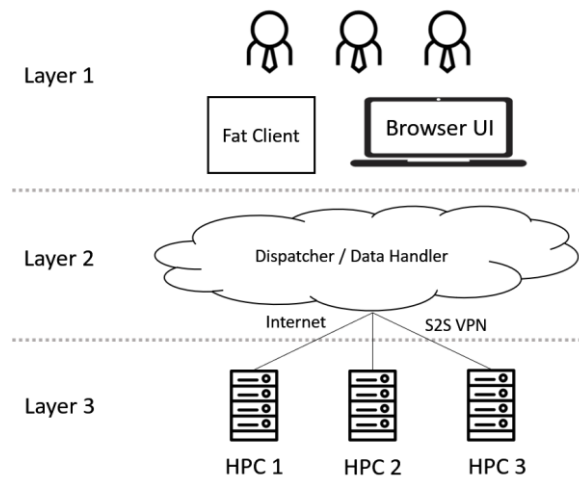 Layer 1
Fat Client
Browser UI
Layer 2
Dispatcher / Data Handler
Internet
S2S VPN
Layer 3
HPC 1
HPC 2
HPC 3